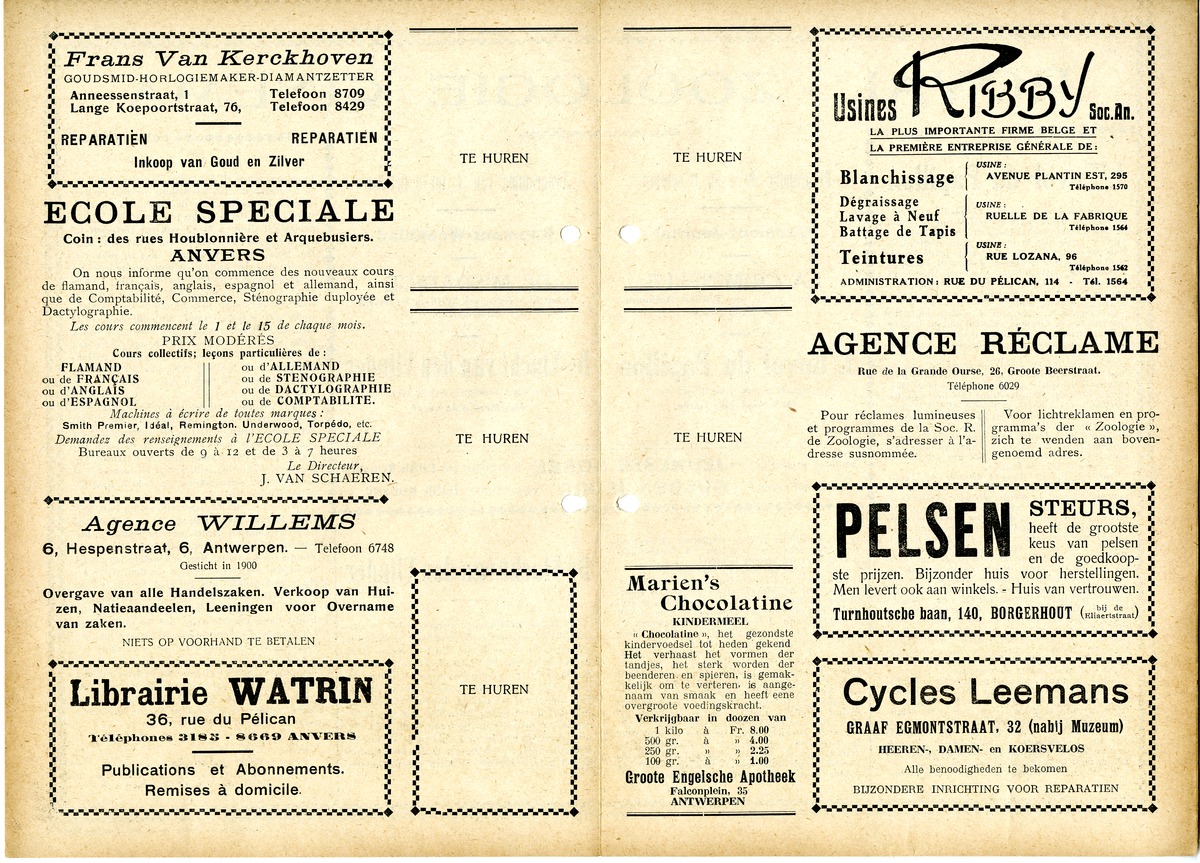 Frans Van Kerckhoven
GOUDSMID-HORLOGIEMAKER-DIAMANTZETTER
Anneessenstraat, 1 Telefoon 8709
Lange Koepoortstraat, 76, Telefoon 8429
REPARATIËN REPARATIEN
Inkoop van Goud en Zilver
ECOLE SPECIALE
Coin : des rues Houblonnière et Arquebusiers.
ANVERS
On nous informe qu'on commence des nouveaux cours
de flamand, français, anglais, espagnol et allemand, ainsi
que de Comptabilité, Commerce, Sténographie duployée et
Dactylographie.
Les cours commencent le 1 et le 15 de chaque mois.
PRIX MODÉRÉS
Cours collectifs; leçons particulières de :
FLAMAND
ou de FRANÇAIS
ou d'ANGLAIS
ou d'ESPAGNOL
ou d'ALLEMAND
ou de STENOGRAPHIE
ou de DACTYLOGRAPHIE
ou de COMPTABILITE.
Machines à écrire de toutes marques :
Smith Premier, Idéal, Remington. Underwood, Torpédo, etc.
Demandez des renseignements à l'ECOLE SPECIALE
Bureaux ouverts de 9 à 12 et de 3 à 7 heures
Le Directeur,
J. VAN SCHAEREN.
Agence WILLEMS
6, Hespenstraat, 6, Antwerpen. — Telefoon 6748
Gesticht in 1900
Overgave van alle Handelszaken. Verkoop van Hui-
zen, Natieaandeelen, Leeningen voor Overname
van zaken.
NIETS OP VOORHAND TE BETALEN
Librairie WATRIN
36, rue du Pélican
Téléphones 3185 - 8669 ANVERS
Publications et Abonnements.
Remises à domicile.
TE HUREN
TE HUREN
TE HUREN
TE HUREN
TE HUREN
Marien's
Chocolatine
KINDERMEEL
« Chocolatine », het gezondste
kindervoedsel tot heden gekend
Het verhaast het vormen der
tandjes, het sterk worden der
beenderen en spieren, is gemak-
kelijk om te verteren, is aange-
naam van smaak en heeft eene
overgroote voedingskracht.
Verkrijgbaar in doozen van
1 kilo à Fr. 8.00
500 gr. à » 4.00
250 gr. » » 2.25
100 gr. à » 1.00
Groote Engelsche Apotheek
Falconplein, 35
ANTWERPEN
Usines RIBBY Soc. An.
LA PLUS IMPORTANTE FIRME BELGE ET
LA PREMIÈRE ENTREPRISE GÉNÉRALE DE :
Blanchissage
USINE :
AVENUE PLANTIN EST, 295
Téléphone 1570
Dégraissage
Lavage à Neuf
Battage de Tapis
USINE :
RUELLE DE LA FABRIQUE
Téléphone 1564
Teintures
USINE :
RUE LOZANA, 96
Téléphone 1562
ADMINISTRATION : RUE DU PÉLICAN, 114 - Tél. 1564
AGENCE RÉCLAME
Rue de la Grande Ourse, 26, Groote Beerstraat.
Téléphone 6029
Pour réclames lumineuses
et programmes de la Soc. R.
de Zoologie, s'adresser à l'a-
dresse susnommée.
Voor lichtreklamen en pro-
gramma's der « Zoologie »,
zich te wenden aan boven-
genoemd adres.
PELSEN STEURS,
heeft de grootste
keus van pelsen
en de goedkoop-
ste prijzen. Bijzonder huis voor herstellingen.
Men levert ook aan winkels. - Huis van vertrouwen.
Turnhoutsche baan, 140, BORGERHOUT (bij de Eliaertstraat)
Cycles Leemans
GRAAF EGMONTSTRAAT, 32 (nabij Muzeum)
HEEREN-, DAMEN- en KOERSVELOS
Alle benoodigheden te bekomen
BIJZONDERE INRICHTING VOOR REPARATIEN